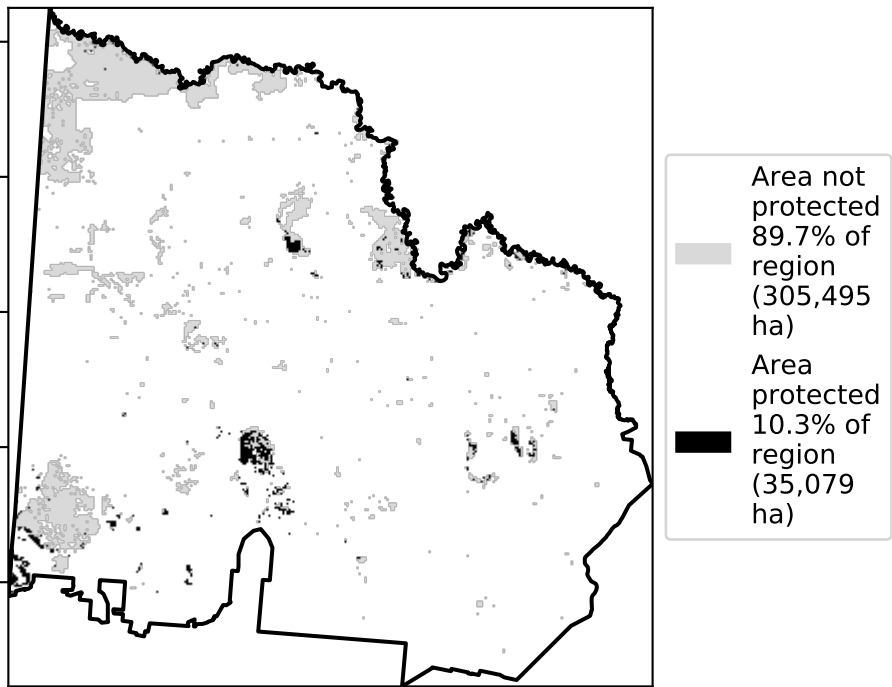 Area not
protected
89.7% of
region
(305,495
ha)
Area
protected
10.3% of
region
(35,079
ha)